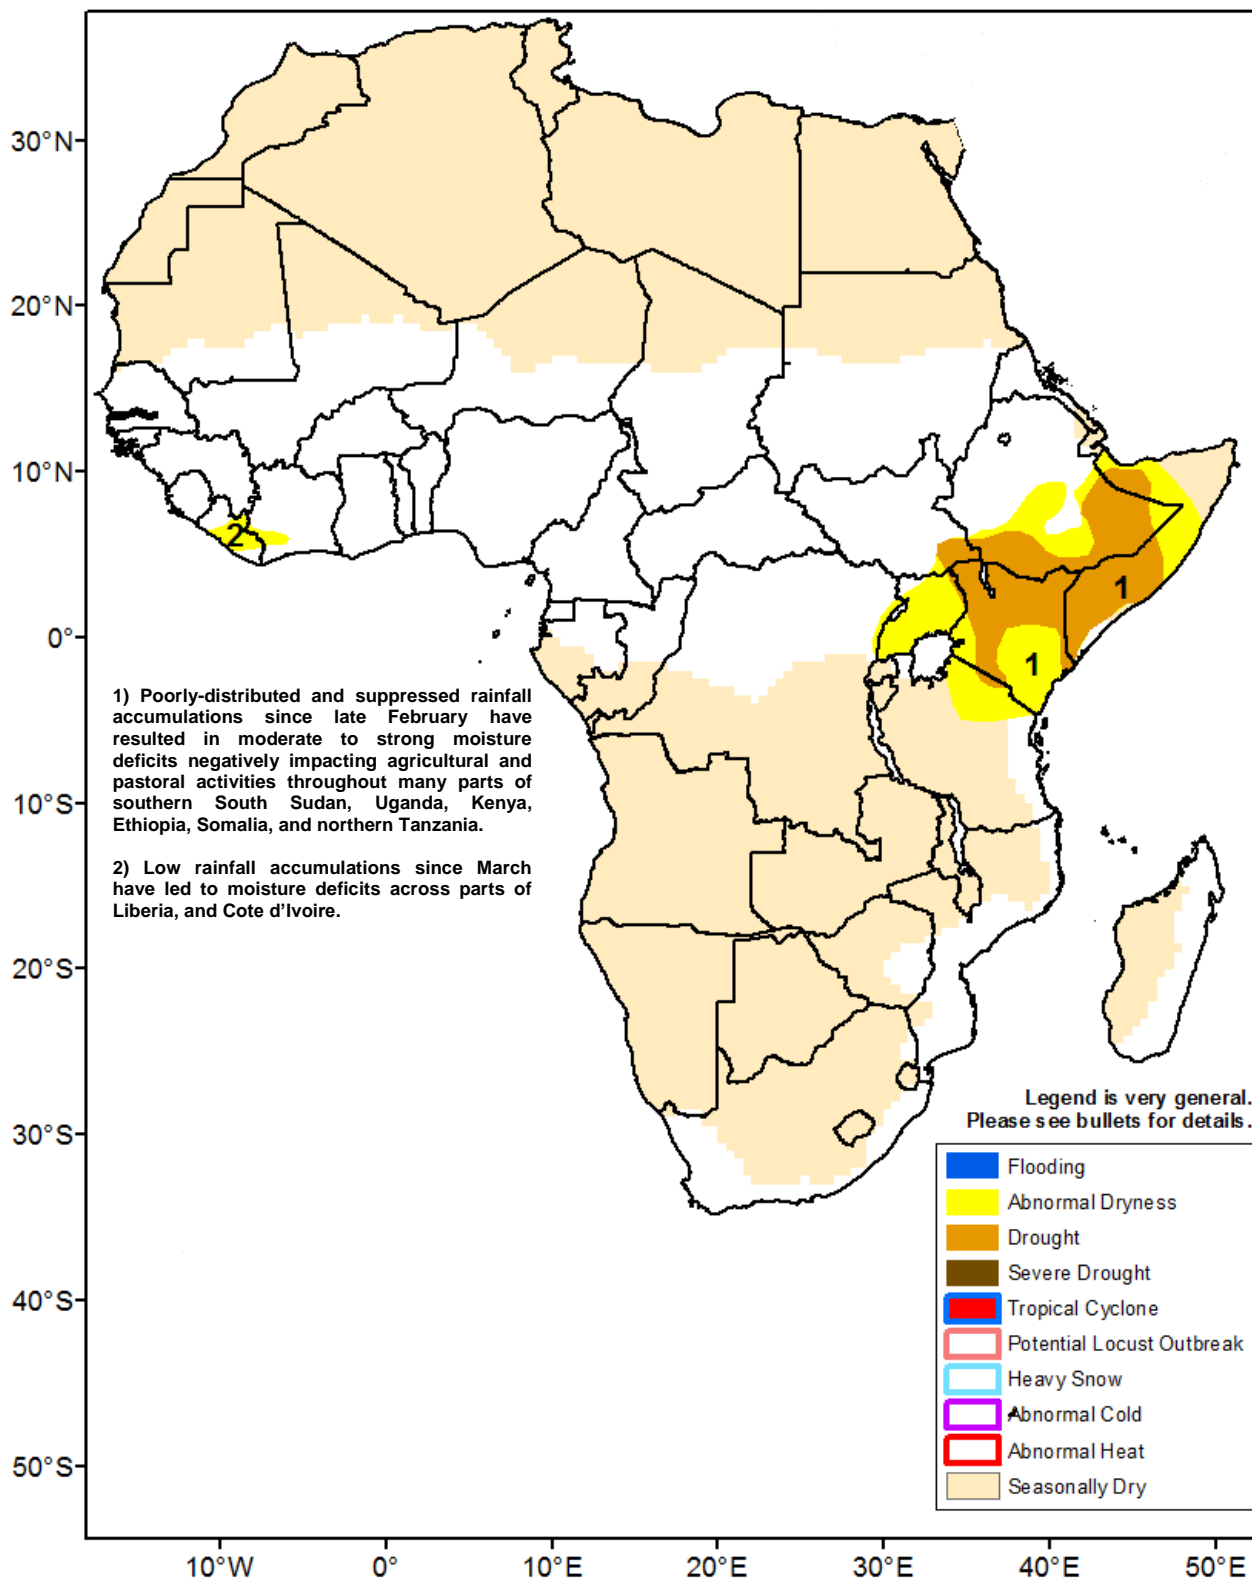 30°N
20°N
10°N
0°
10°S
20°S
30°S
40°S
50°S
2
1
1
1) Poorly-distributed and suppressed rainfall
accumulations since late February have
resulted in moderate to strong moisture
deficits negatively impacting agricultural and
pastoral activities throughout many parts of
southern South Sudan, Uganda, Kenya,
Ethiopia, Somalia, and northern Tanzania.
2) Low rainfall accumulations since March
have led to moisture deficits across parts of
Liberia, and Cote d’Ivoire.
Legend is very general.
Please see bullets for details.
Flooding
Abnormal Dryness
Drought
Severe Drought
Tropical Cyclone
Potential Locust Outbreak
Heavy Snow
Abnormal Cold
Abnormal Heat
Seasonally Dry
10°W
0°
10°E
20°E
30°E
40°E
50°E